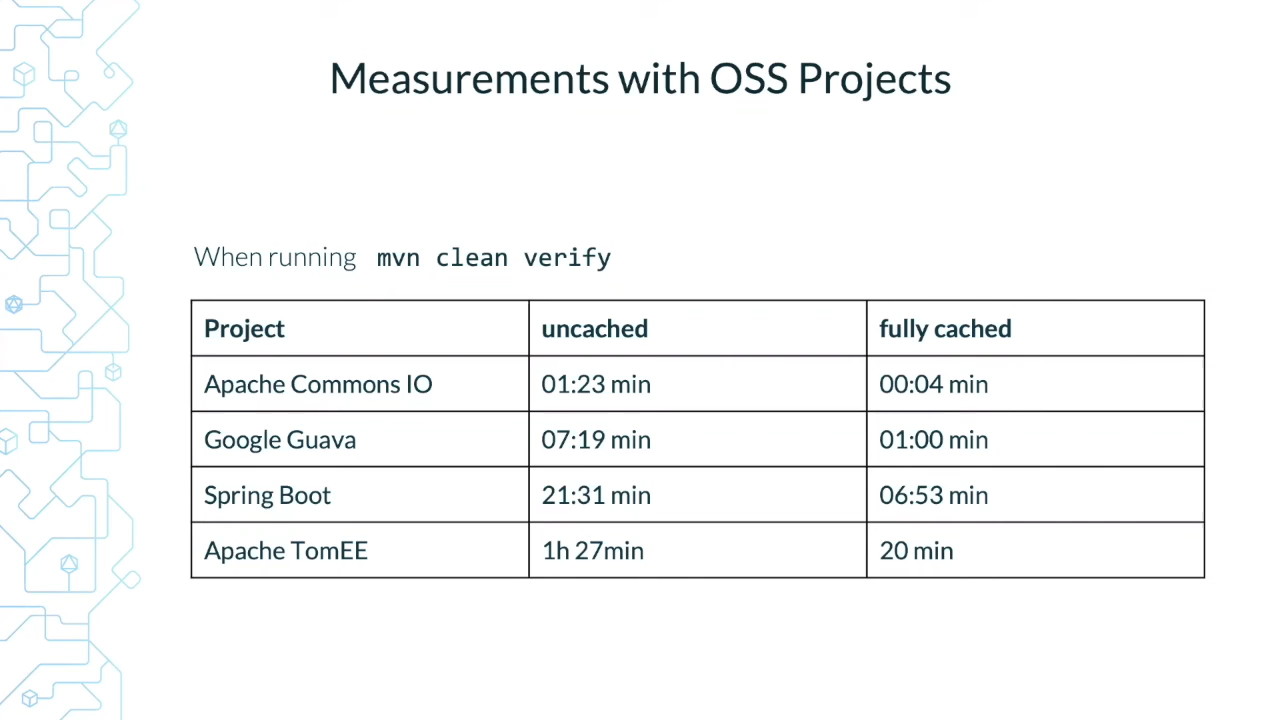 Measurements with OSS Projects
When running mvn clean verify
Project uncached fully cached
Apache Commons IO 01:23 min 00:04 min
Google Guava 07:19 min 01:00 min
Spring Boot 21:31 min 06:53 min
Apache TomEE 1h 27min 20 min